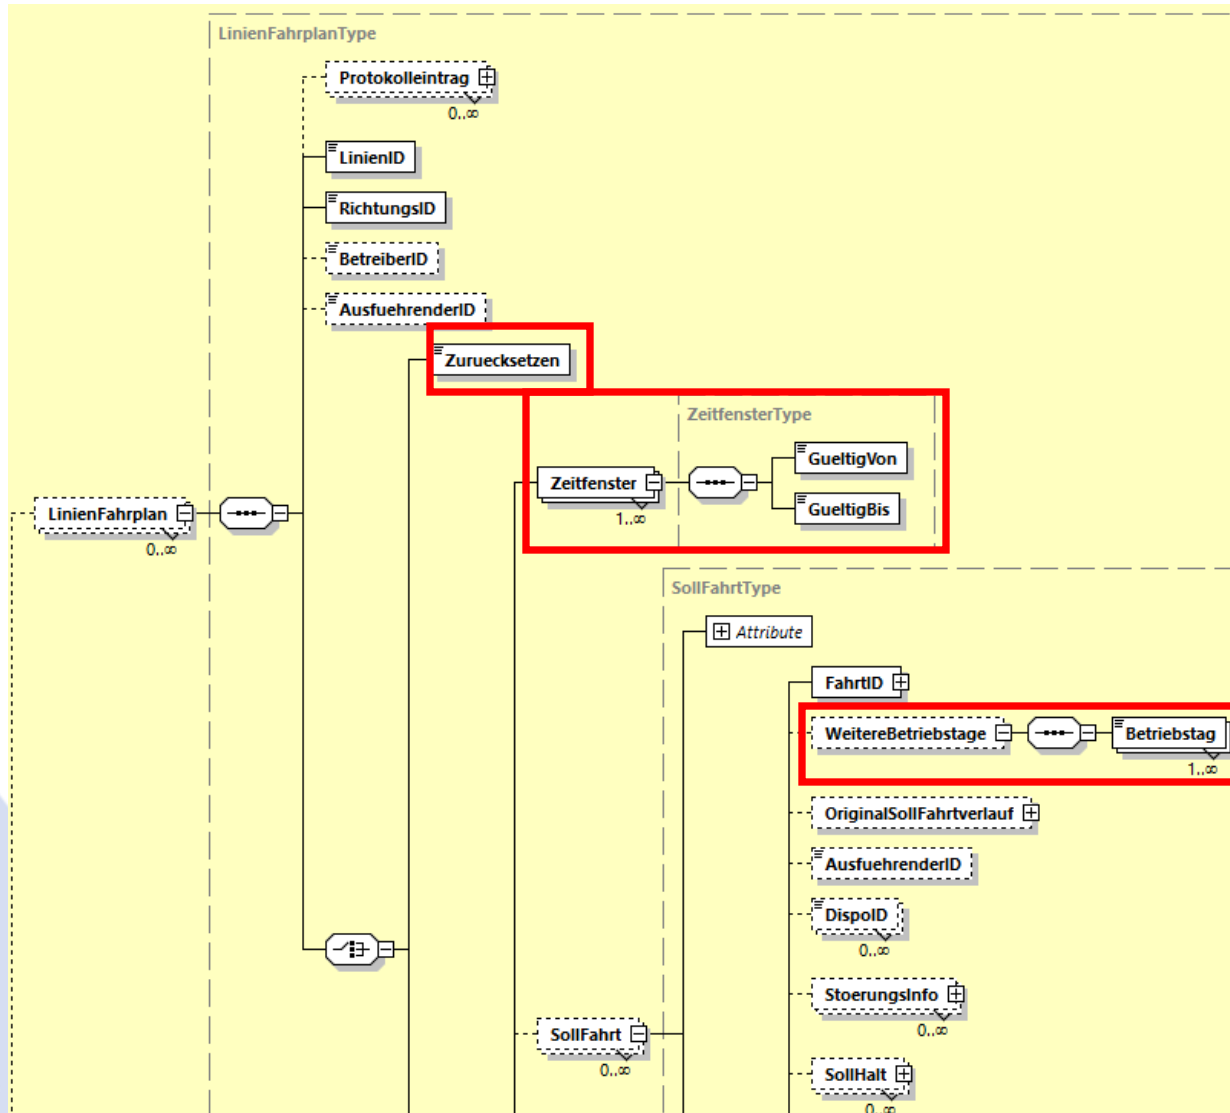 LinienFahrplanType
Protokolleintrag
0..∞
LinienID
RichtungsID
BetreiberID
AusfuehrenderID
Zuruecksetzen
ZeitfensterType
GueltigVon
Zeitfenster
1..∞
GueltigBis
LinienFahrplan
0..∞
SollFahrtType
Attribute
FahrtID
WeitereBetriebstage
Betriebstag
1..∞
OriginalSollFahrtverlauf
AusfuehrenderID
DispoID
0..∞
StoerungsInfo
0..∞
SollFahrt
0..∞
SollHalt
0..∞